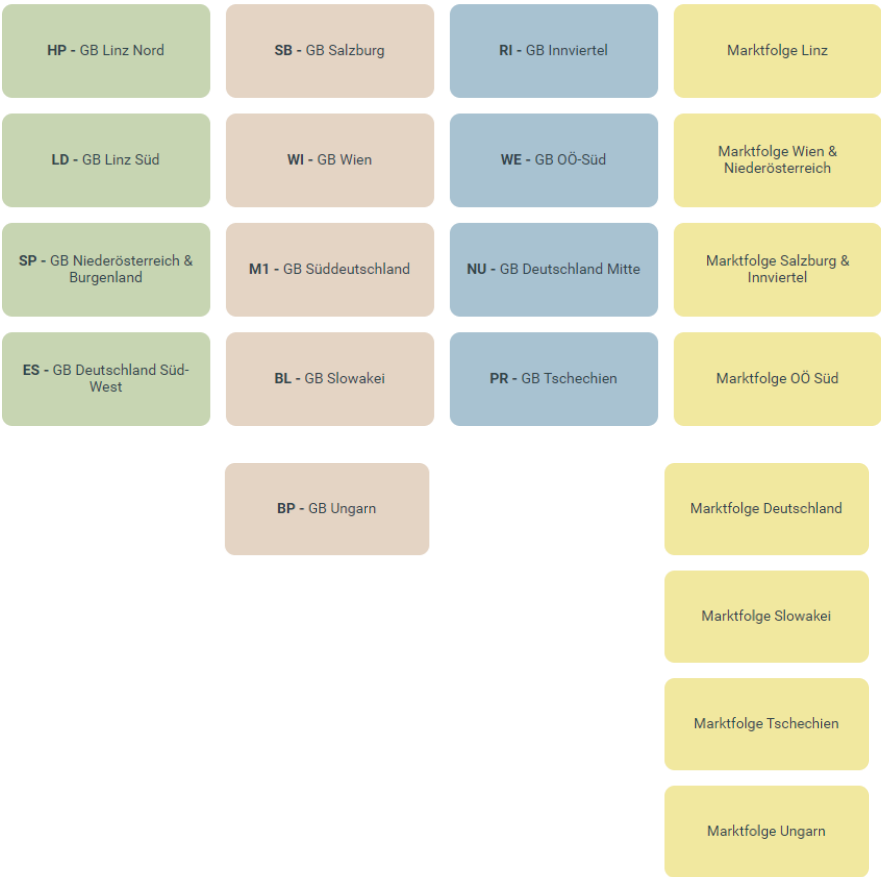 HP - GB Linz Nord
SB - GB Salzburg
RI - GB Innviertel
Marktfolge Linz
LD - GB Linz Süd
WI - GB Wien
WE - GB OÖ-Süd
Marktfolge Wien &
Niederösterreich
SP - GB Niederösterreich &
Burgenland
M1 - GB Süddeutschland
NU - GB Deutschland Mitte
Marktfolge Salzburg &
Innviertel
ES - GB Deutschland Süd-
West
BL - GB Slowakei
PR - GB Tschechien
Marktfolge OÖ Süd
BP - GB Ungarn
Marktfolge Deutschland
Marktfolge Slowakei
Marktfolge Tschechien
Marktfolge Ungarn